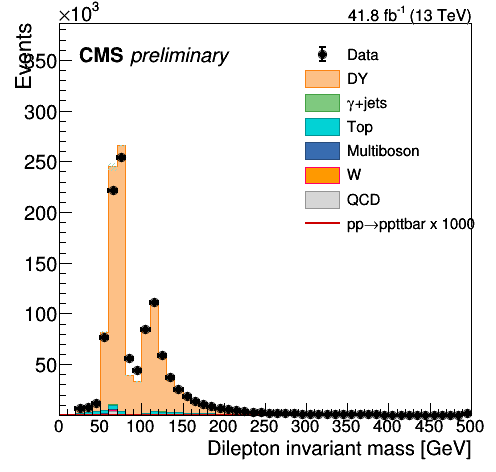 ×10³
41.8 fb⁻¹ (13 TeV)
Events
CMS preliminary
Data
DY
γ+jets
Top
Multiboson
W
QCD
pp→ppttbar x 1000
350
300
250
200
150
100
50
0 50 100 150 200 250 300 350 400 450 500
Dilepton invariant mass [GeV]